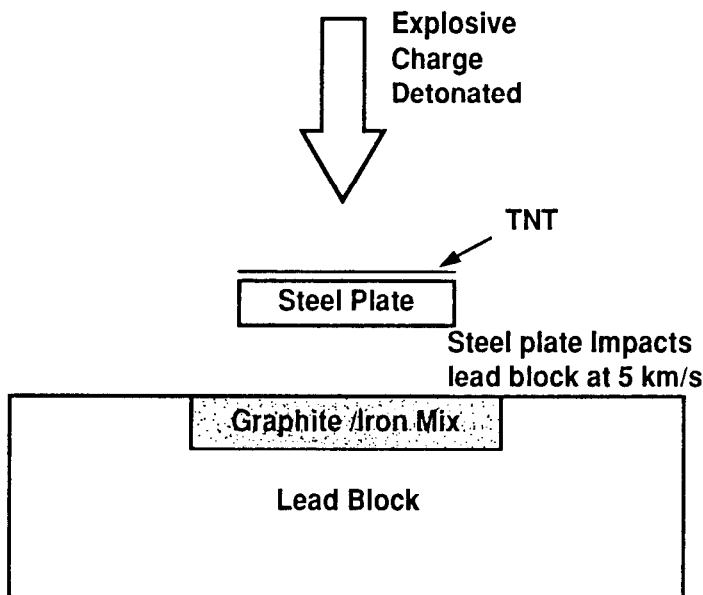 Explosive
Charge
Detonated
TNT
Steel Plate
Steel plate Impacts
lead block at 5 km/s
Graphite /Iron Mix
Lead Block